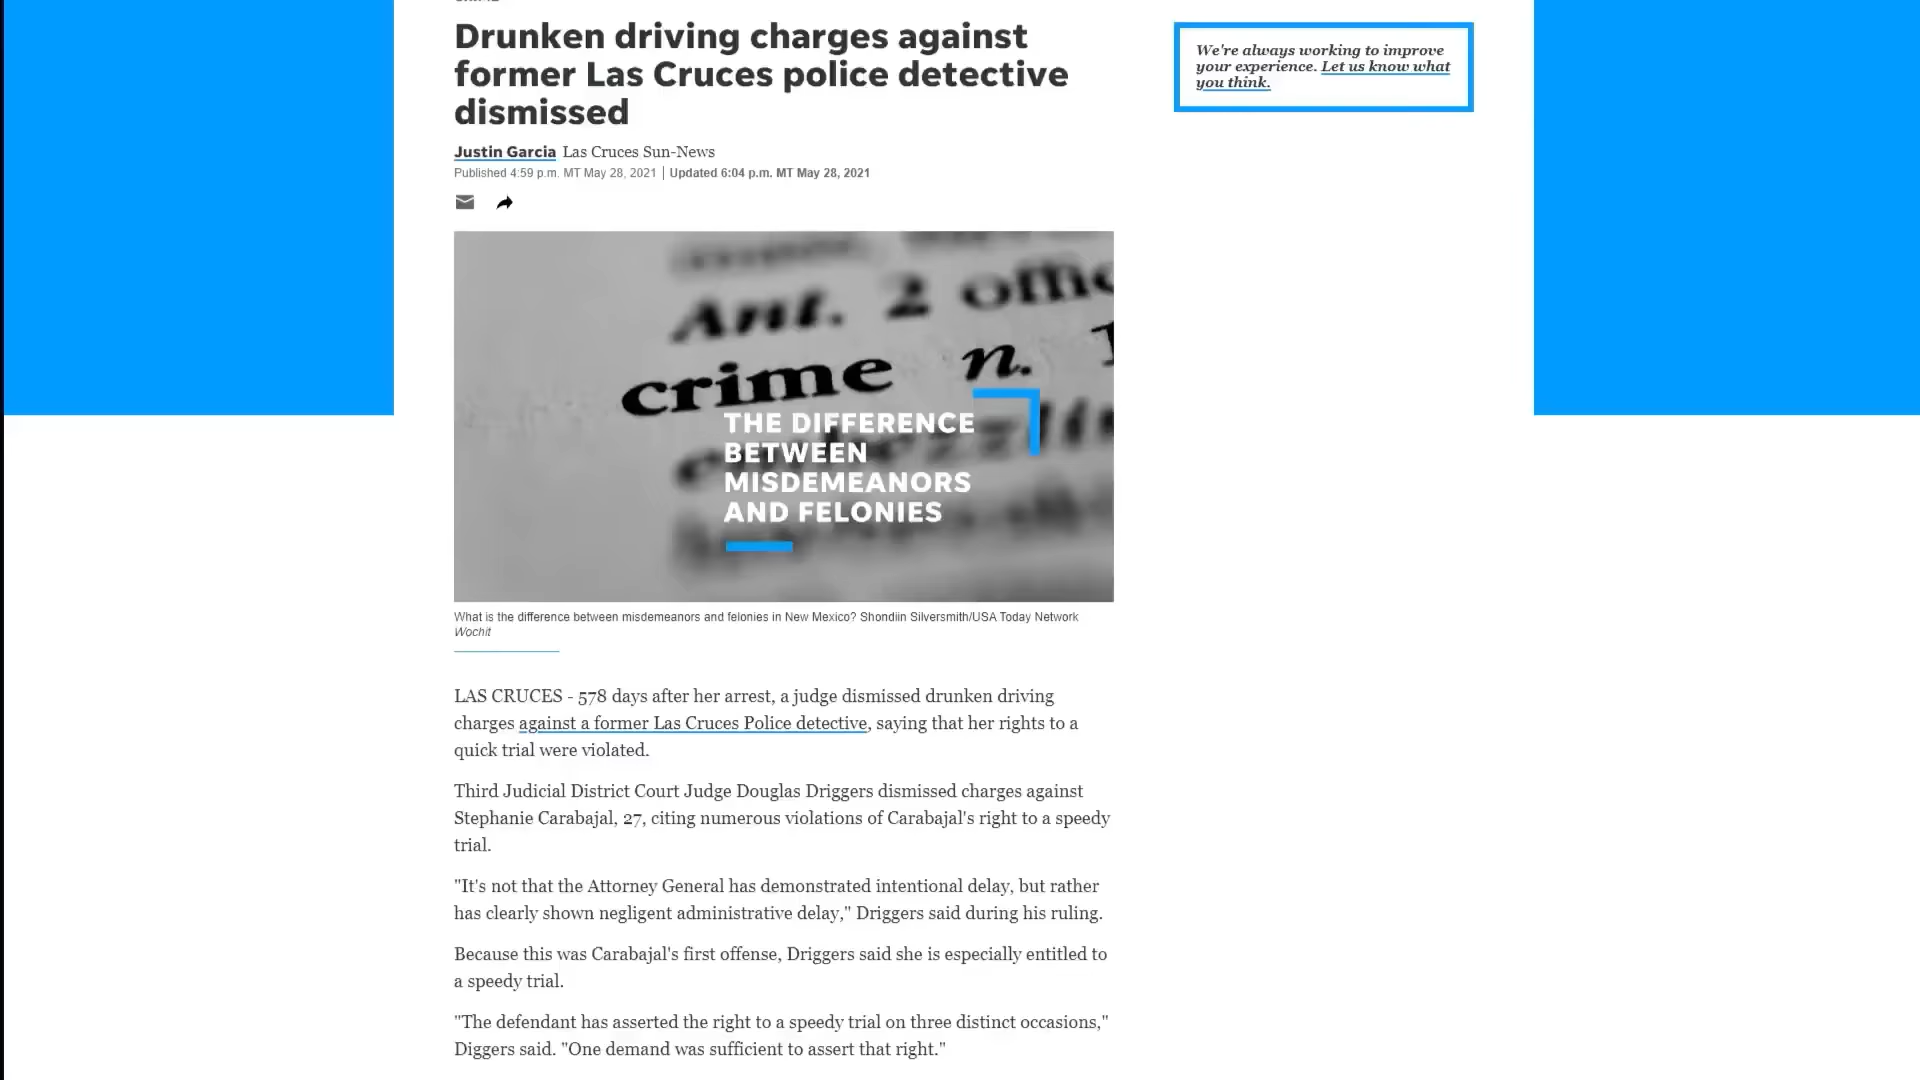 Drunken driving charges against
former Las Cruces police detective
dismissed
Justin Garcia Las Cruces Sun-News
Published 4:59 p.m. MT May 28, 2021 | Updated 6:04 p.m. MT May 28, 2021
We're always working to improve
your experience. Let us know what
you think.
Ant. 2
crime n.
THE DIFFERENCE
BETWEEN
MISDEMEANORS
AND FELONIES
What is the difference between misdemeanors and felonies in New Mexico? Shondiin Silversmith/USA Today Network
Wochit
LAS CRUCES - 578 days after her arrest, a judge dismissed drunken driving
charges against a former Las Cruces Police detective, saying that her rights to a
quick trial were violated.
Third Judicial District Court Judge Douglas Driggers dismissed charges against
Stephanie Carabajal, 27, citing numerous violations of Carabajal's right to a speedy
trial.
"It's not that the Attorney General has demonstrated intentional delay, but rather
has clearly shown negligent administrative delay," Driggers said during his ruling.
Because this was Carabajal's first offense, Driggers said she is especially entitled to
a speedy trial.
"The defendant has asserted the right to a speedy trial on three distinct occasions,"
Diggers said. "One demand was sufficient to assert that right."